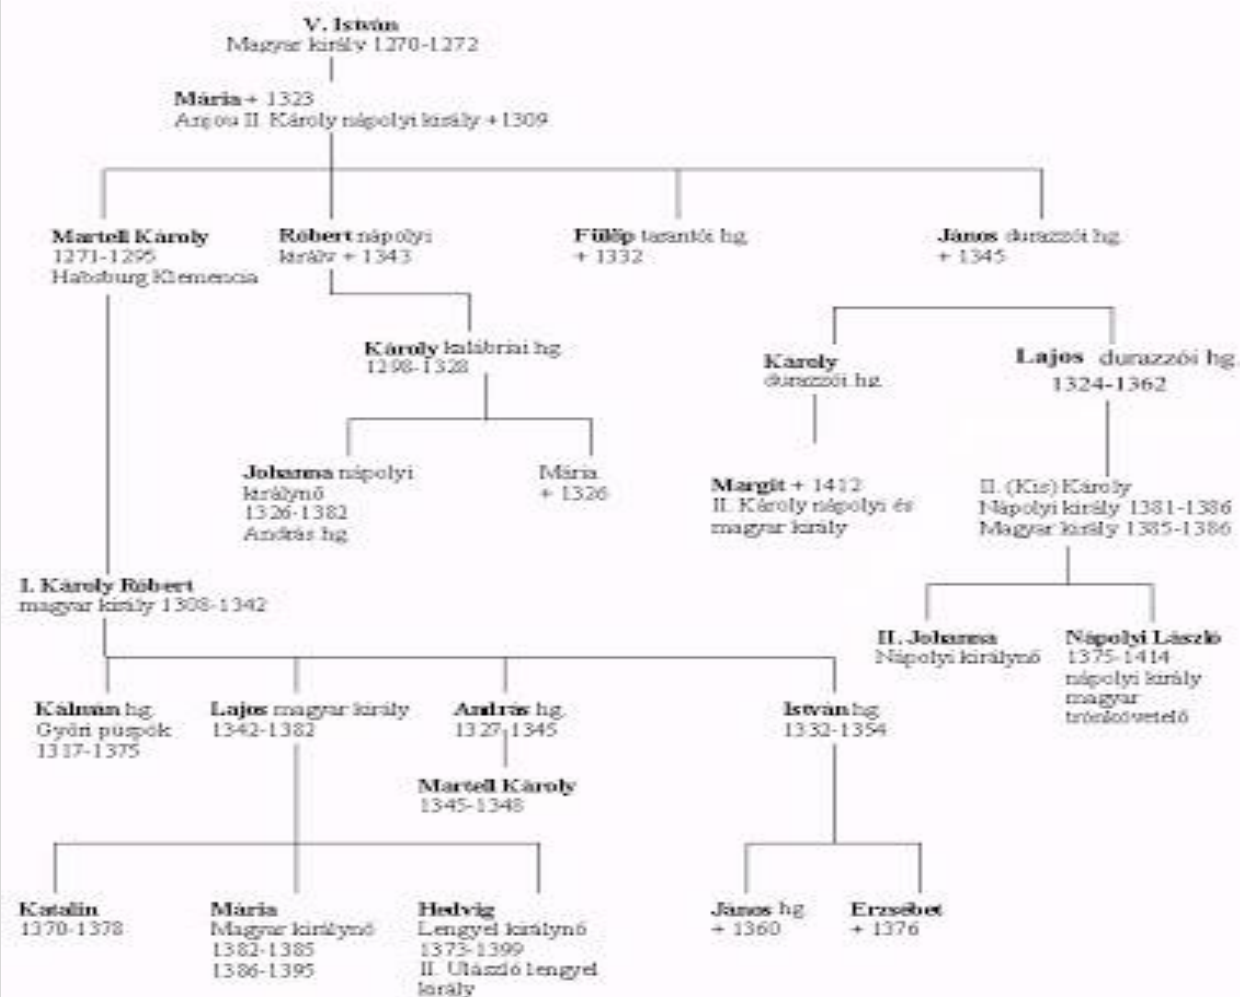 V. István
Magyar király 1270-1272
Mária + 1323
Anjou II. Károly nápolyi király +1309
Martell Károly
1271-1295
Habsburg Klemencia
Róbert nápolyi
király + 1343
Fülöp tarantói hg.
+ 1332
János durazzói hg.
+ 1345
Károly kalábriai hg.
1298-1328
Károly
durazzói hg.
Lajos durazzói hg.
1324-1362
Johanna nápolyi
királynő
1326-1382
András hg.
Mária
+ 1326
Margit + 1412
II. Károly nápolyi és
magyar király
II. (Kis) Károly
Nápolyi király 1381-1386
Magyar király 1385-1386
I. Károly Róbert
magyar király 1308-1342
II. Johanna
Nápolyi királynő
Nápolyi László
1375-1414
nápolyi király
magyar
trónkövetelő
Kálmán hg.
Győri püspök
1317-1375
Lajos magyar király
1342-1382
András hg.
1327-1345
István hg.
1332-1354
Martell Károly
1345-1348
Katalin
1370-1378
Mária
Magyar királynő
1382-1385
1386-1395
Hedvig
Lengyel királynő
1373-1399
II. Ulászló lengyel
király
János hg.
+ 1360
Erzsébet
+ 1376